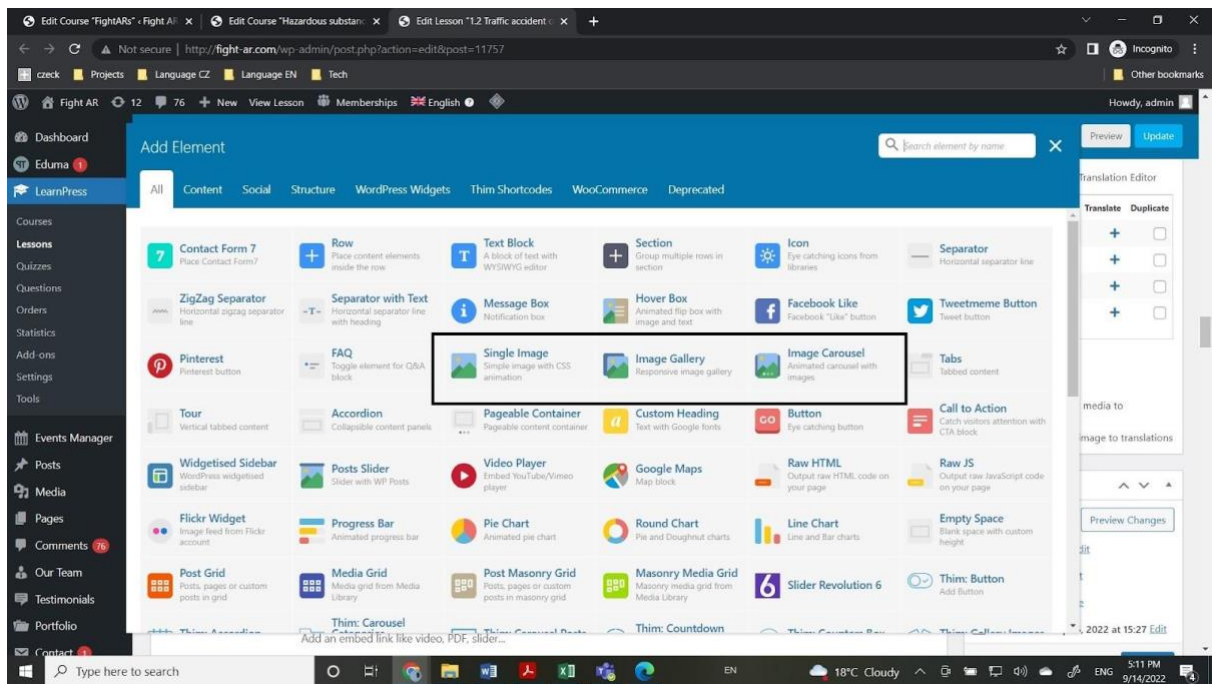 Edit Course "FightARs" ‹ Fight AR
Edit Course "Hazardous substanc
Edit Lesson "1.2 Traffic accident o
Not secure | http://fight-ar.com/wp-admin/post.php?action=edit&post=11757
Incognito
czeck Projects Language CZ Language EN Tech
Other bookmarks
Fight AR 12 76 + New View Lesson Memberships English
Howdy, admin
Dashboard
Eduma 1
LearnPress
Courses
Lessons
Quizzes
Questions
Orders
Statistics
Add-ons
Settings
Tools
Events Manager
Posts
Media
Pages
Comments 76
Our Team
Testimonials
Portfolio
Contact 1
Add Element
Search element by name
All Content Social Structure WordPress Widgets Thim Shortcodes WooCommerce Deprecated
Contact Form 7
Place Contact Form7
Row
Place content elements
inside the row
Text Block
A block of text with
WYSIWYG editor
Section
Group multiple rows in
section
Icon
Eye catching icons from
libraries
Separator
Horizontal separator line
ZigZag Separator
Horizontal zigzag separator
line
Separator with Text
Horizontal separator line
with heading
Message Box
Notification box
Hover Box
Animated flip box with
image and text
Facebook Like
Facebook "Like" button
Tweetmeme Button
Tweet button
Pinterest
Pinterest button
FAQ
Toggle element for Q&A
block
Single Image
Simple image with CSS
animation
Image Gallery
Responsive image gallery
Image Carousel
Animated carousel with
images
Tabs
Tabbed content
Tour
Vertical tabbed content
Accordion
Collapsible content panels
Pageable Container
Pageable content container
Custom Heading
Text with Google fonts
Button
Eye catching button
Call to Action
Catch visitors attention with
CTA block
Widgetised Sidebar
WordPress widgetised
sidebar
Posts Slider
Slider with WP Posts
Video Player
Embed YouTube/Vimeo
player
Google Maps
Map block
Raw HTML
Output raw HTML code on
your page
Raw JS
Output raw JavaScript code
on your page
Flickr Widget
Image feed from Flickr
account
Progress Bar
Animated progress bar
Pie Chart
Animated pie chart
Round Chart
Pie and Doughnut charts
Line Chart
Line and Bar charts
Empty Space
Blank space with custom
height
Post Grid
Posts, pages or custom
posts in grid
Media Grid
Media grid from Media
Library
Post Masonry Grid
Posts, pages or custom
posts in masonry grid
Masonry Media Grid
Masonry media grid from
Media Library
Slider Revolution 6
Thim: Button
Add Button
Thim: Accordion
Thim: Carousel
Categories
Thim: Carousel Posts
Thim: Countdown
Thim: Counters Box
Thim: Gallery Images
Add an embed link like video, PDF, slider...
Preview Update
Translation Editor
Translate Duplicate
media to
image to translations
Preview Changes
Edit
, 2022 at 15:27 Edit
Type here to search
EN
18°C Cloudy
ENG
5:11 PM
9/14/2022